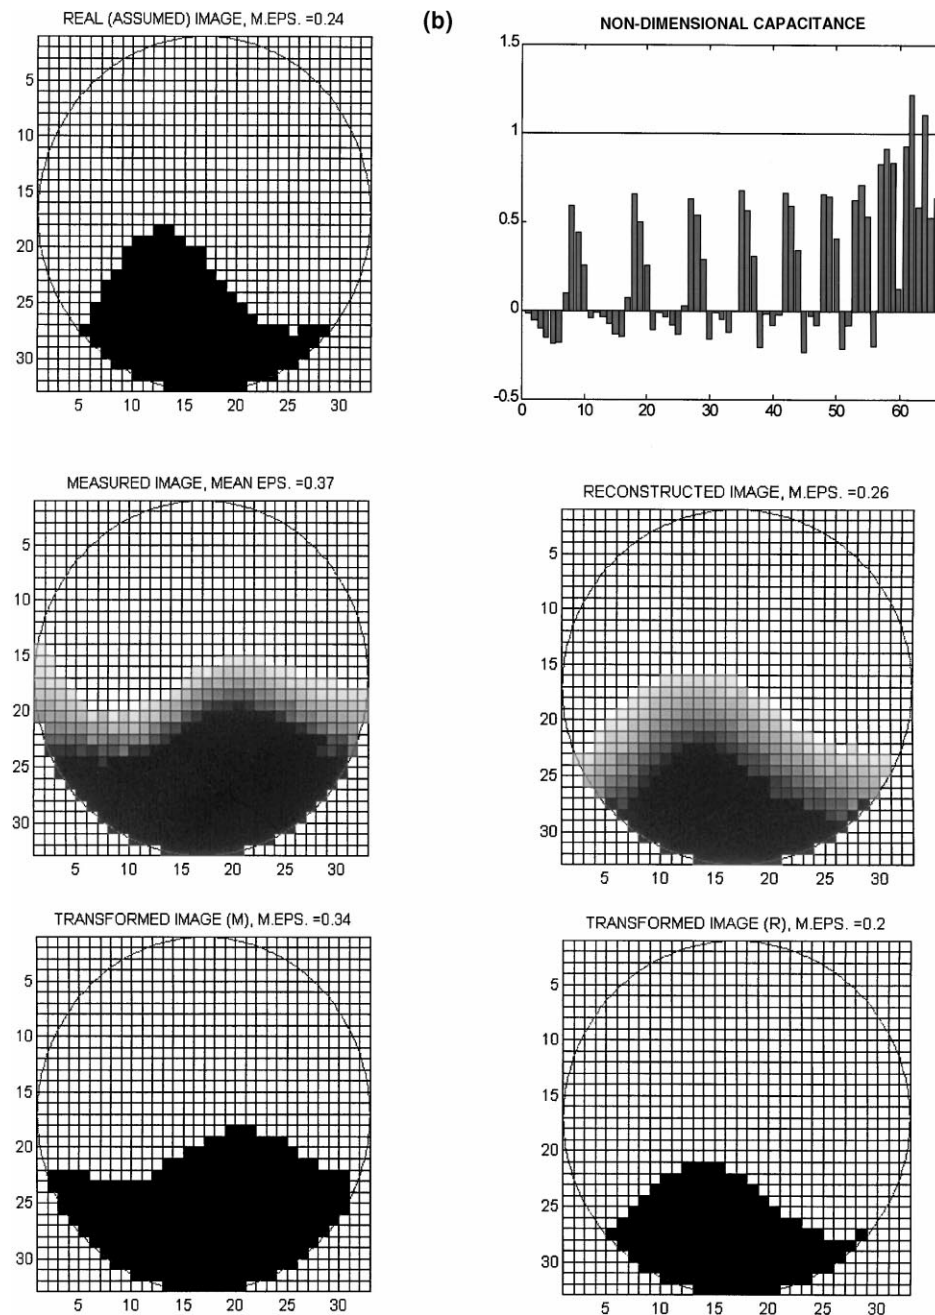 REAL (ASSUMED) IMAGE, M.EPS. =0.24
5
10
15
20
25
30
5 10 15 20 25 30
(b)
NON-DIMENSIONAL CAPACITANCE
1.5
1
0.5
0
-0.5
0 10 20 30 40 50 60
MEASURED IMAGE, MEAN EPS. =0.37
5
10
15
20
25
30
5 10 15 20 25 30
RECONSTRUCTED IMAGE, M.EPS.=0.26
5
10
15
20
25
30
5 10 15 20 25 30
TRANSFORMED IMAGE (M), M.EPS. =0.34
5
10
15
20
25
30
5 10 15 20 25 30
TRANSFORMED IMAGE (R), M.EPS. =0.2
5
10
15
20
25
30
5 10 15 20 25 30